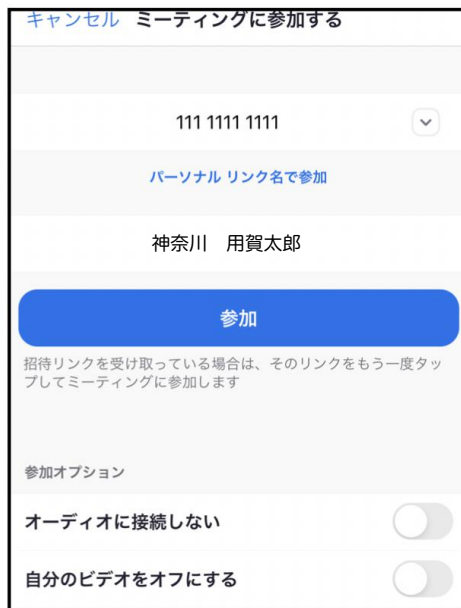 キャンセル ミーティングに参加する
111 1111 1111
パーソナル リンク名で参加
神奈川　用賀太郎
参加
招待リンクを受け取っている場合は、そのリンクをもう一度タッ
プしてミーティングに参加します
参加オプション
オーディオに接続しない
自分のビデオをオフにする